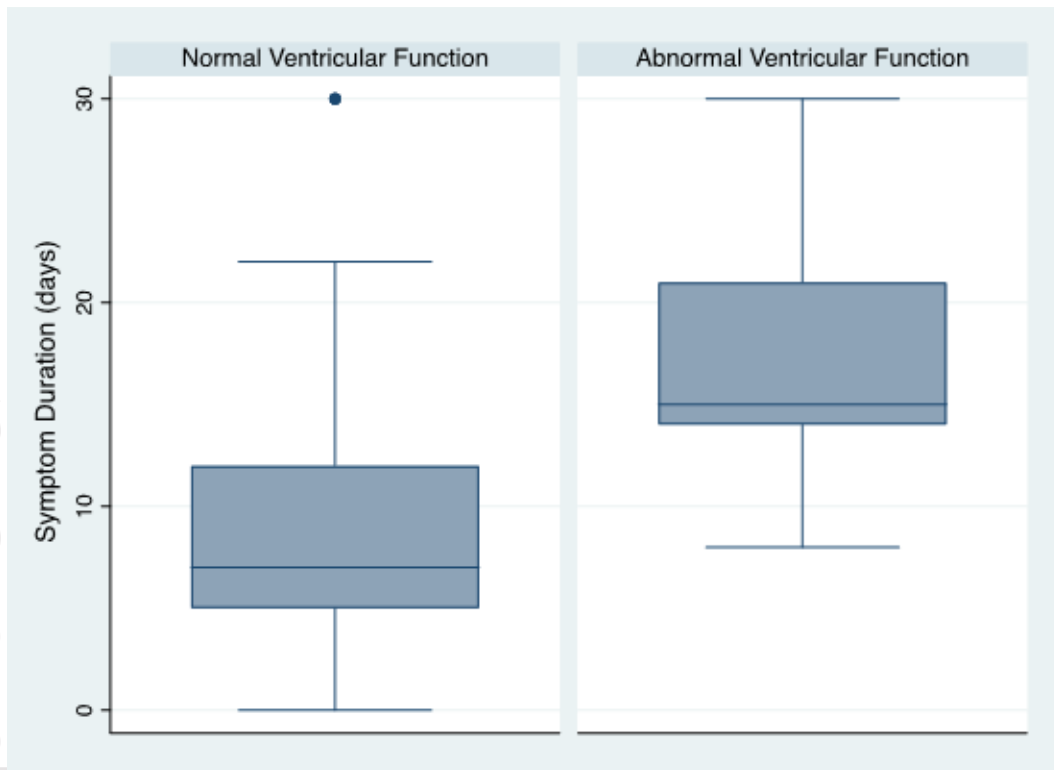 Normal Ventricular Function
Abnormal Ventricular Function
Symptom Duration (days)
30
20
10
0